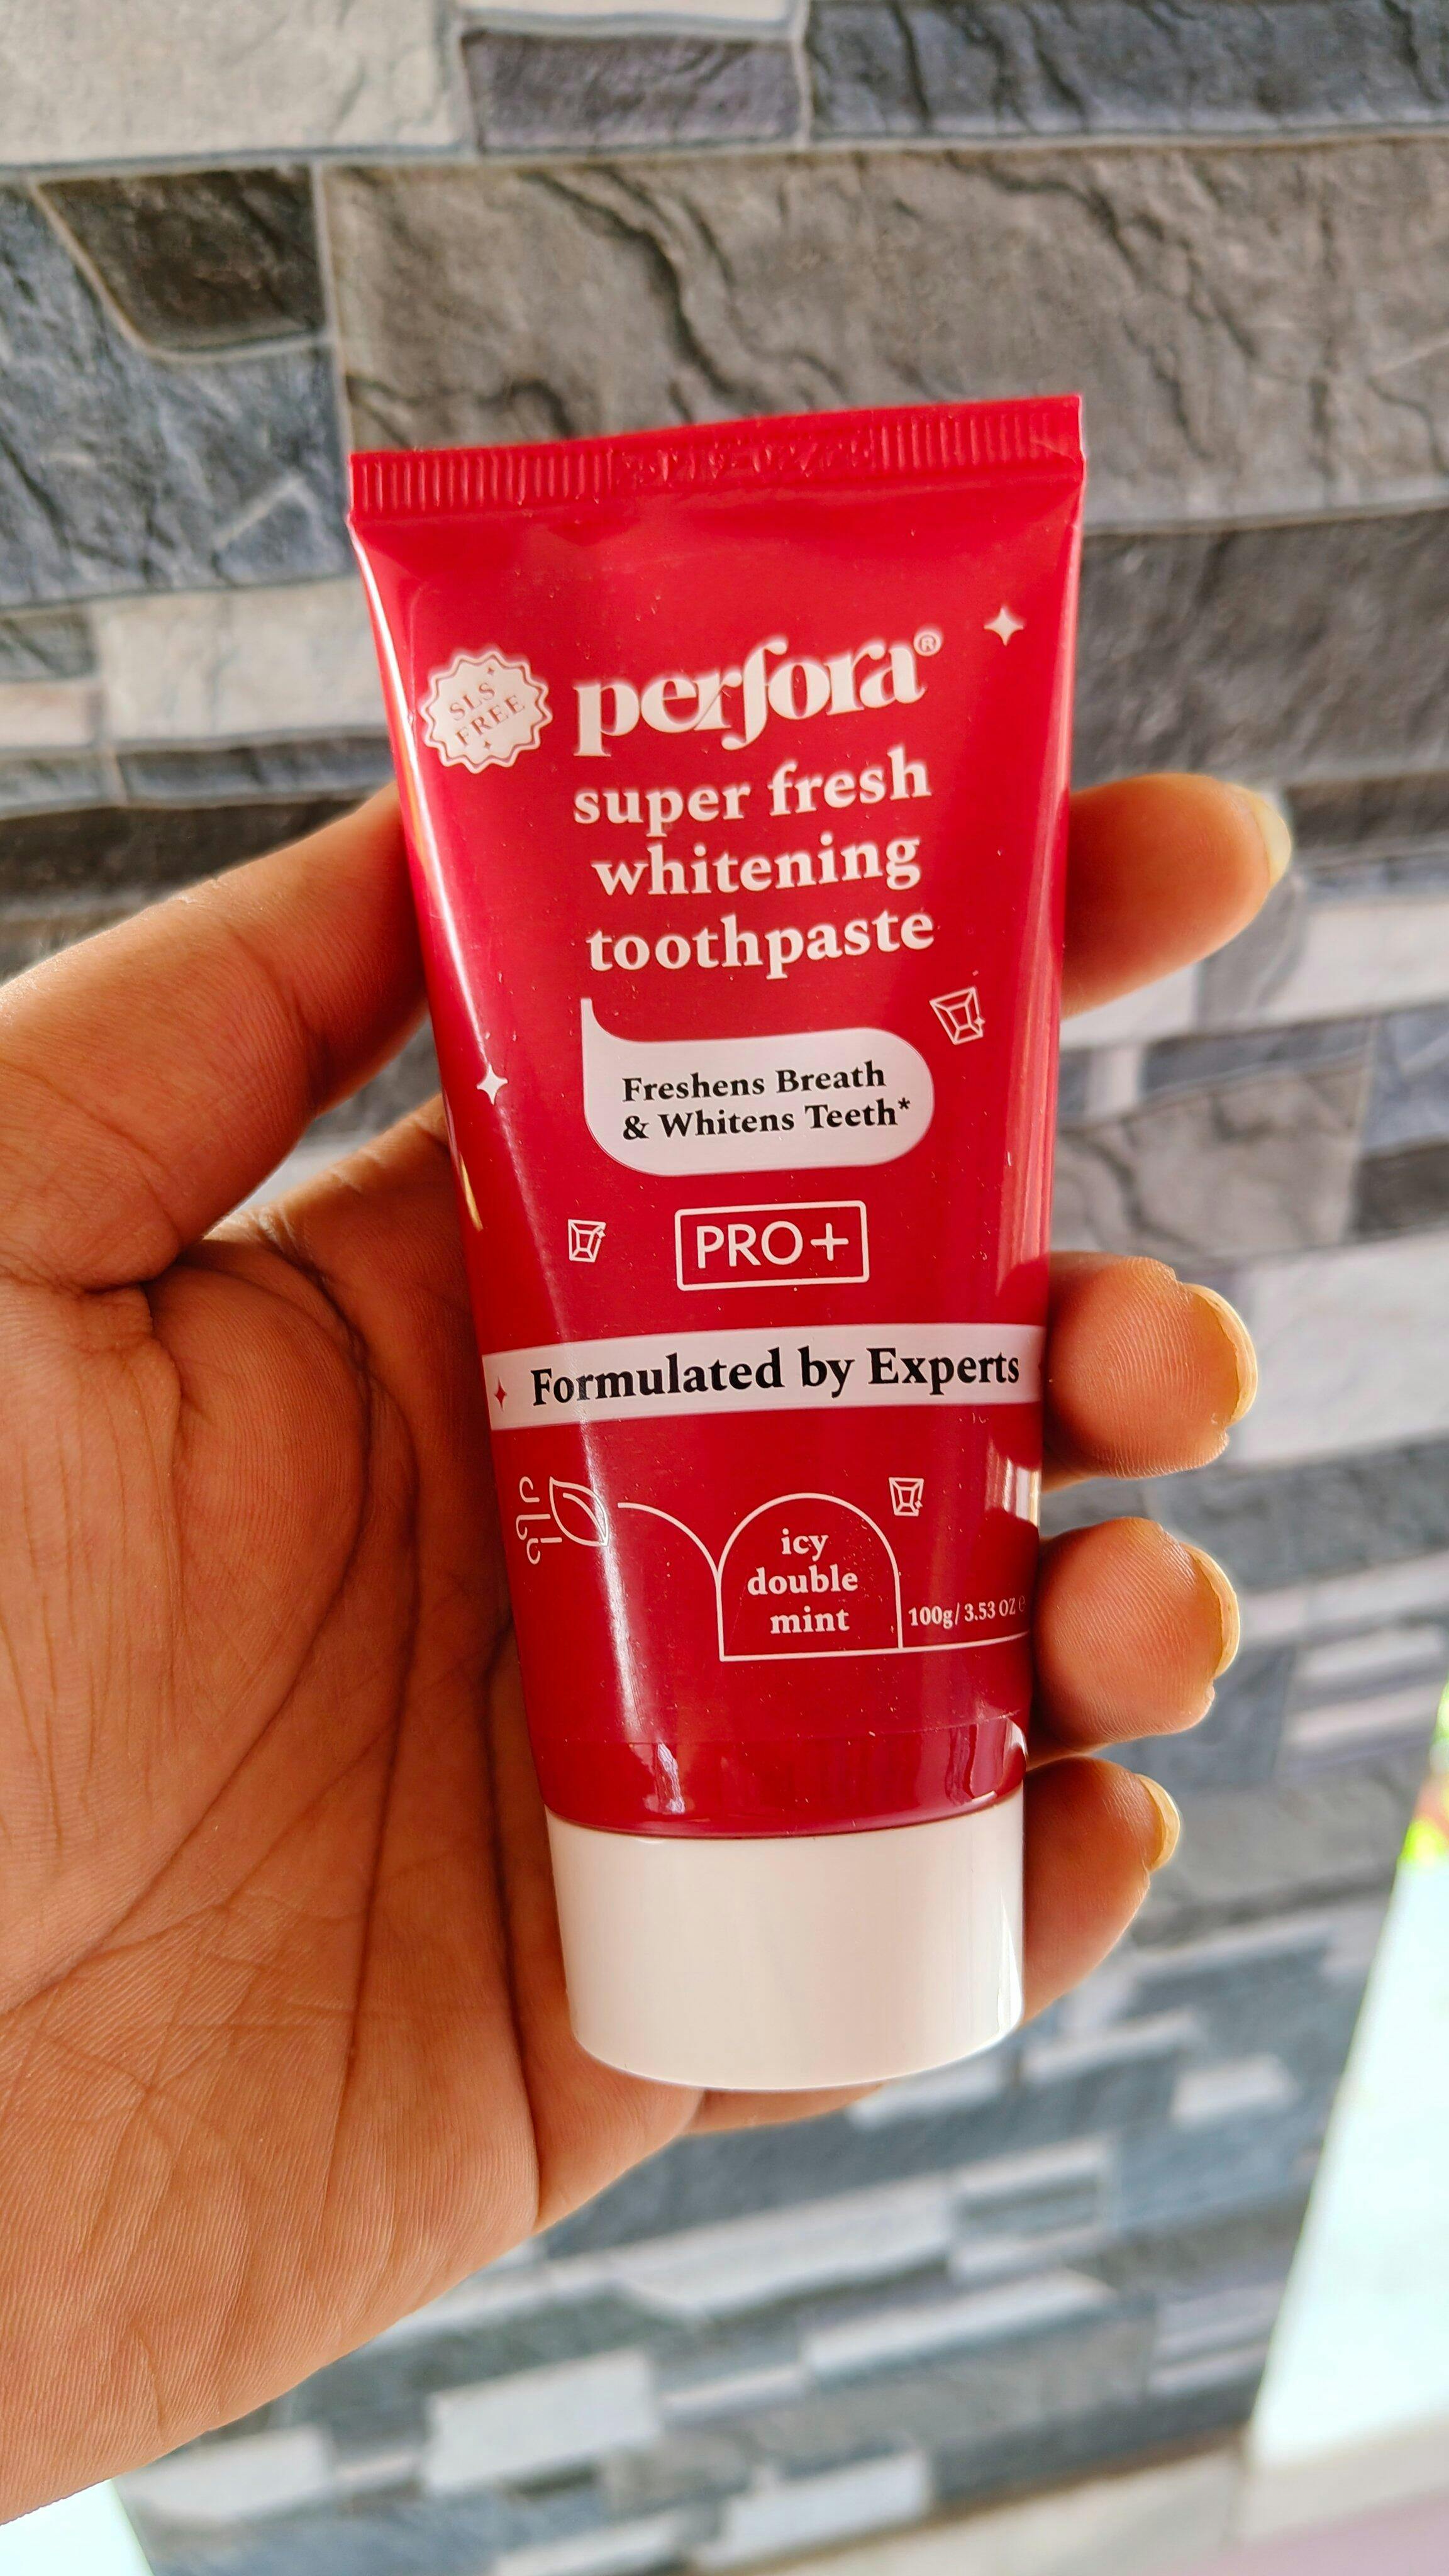 SLS
FREE
perfora®
super fresh
whitening
toothpaste
Freshens Breath
& Whitens Teeth*
PRO+
Formulated by Experts
icy
double
mint
100g/ 3.53 OZ